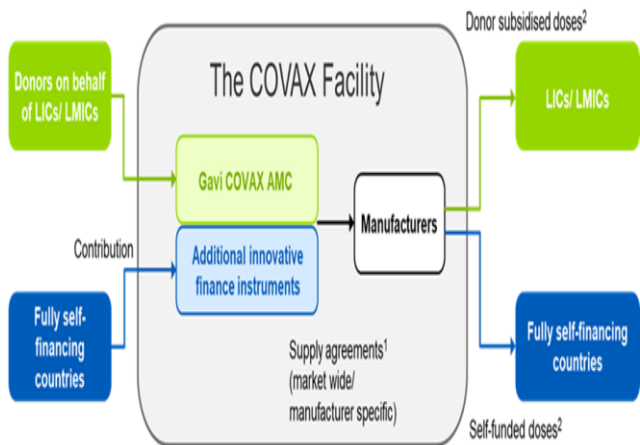 Donor subsidised doses²
Donors on behalf
of LICs/ LMICs
The COVAX Facility
LICs/ LMICs
Gavi COVAX AMC
Manufacturers
Contribution
Additional innovative
finance instruments
Fully self-
financing
countries
Supply agreements¹
(market wide/
manufacturer specific)
Fully self-financing
countries
Self-funded doses²